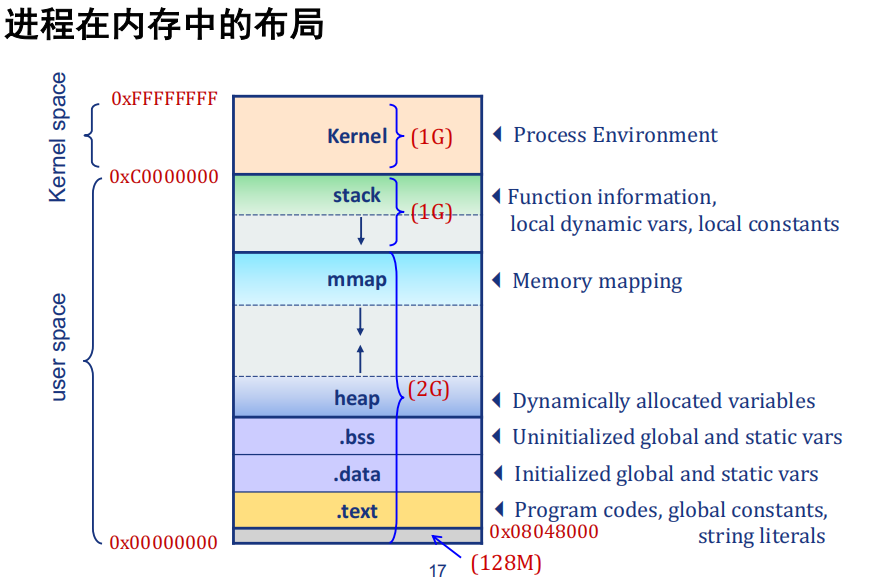 进程在内存中的布局
Kernel space
0xFFFFFFFF
Kernel
(1G)
Process Environment
0xC0000000
user space
stack
(1G)
Function information,
local dynamic vars, local constants
mmap
Memory mapping
(2G)
heap
Dynamically allocated variables
.bss
Uninitialized global and static vars
.data
Initialized global and static vars
.text
Program codes, global constants,
string literals
0x08048000
0x00000000
(128M)
17